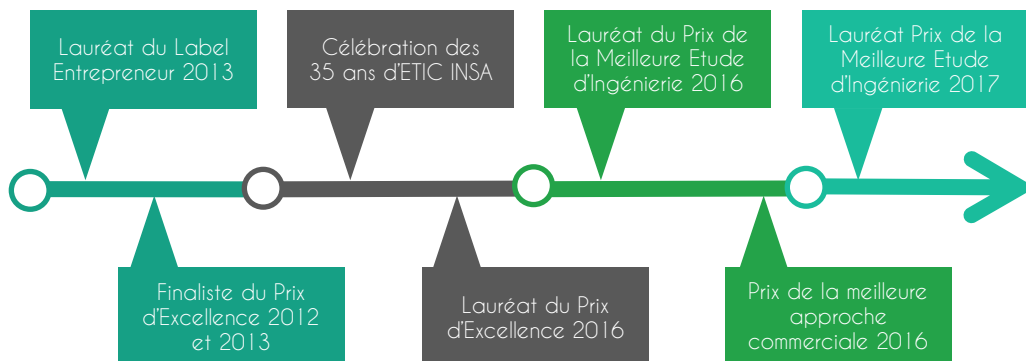 Lauréat du Label
Entrepreneur 2013
Célébration des
35 ans d'ETIC INSA
Lauréat du Prix de
la Meilleure Etude
d'Ingénierie 2016
Lauréat Prix de la
Meilleure Etude
d'Ingénierie 2017
Finaliste du Prix
d'Excellence 2012
et 2013
Lauréat du Prix
d'Excellence 2016
Prix de la meilleure
approche
commerciale 2016